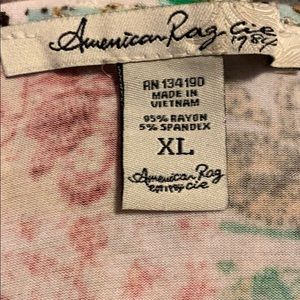 American Rag Cie
1984
RN 134190
MADE IN
VIETNAM
95% RAYON
5% SPANDEX
XL
American Rag
Cie